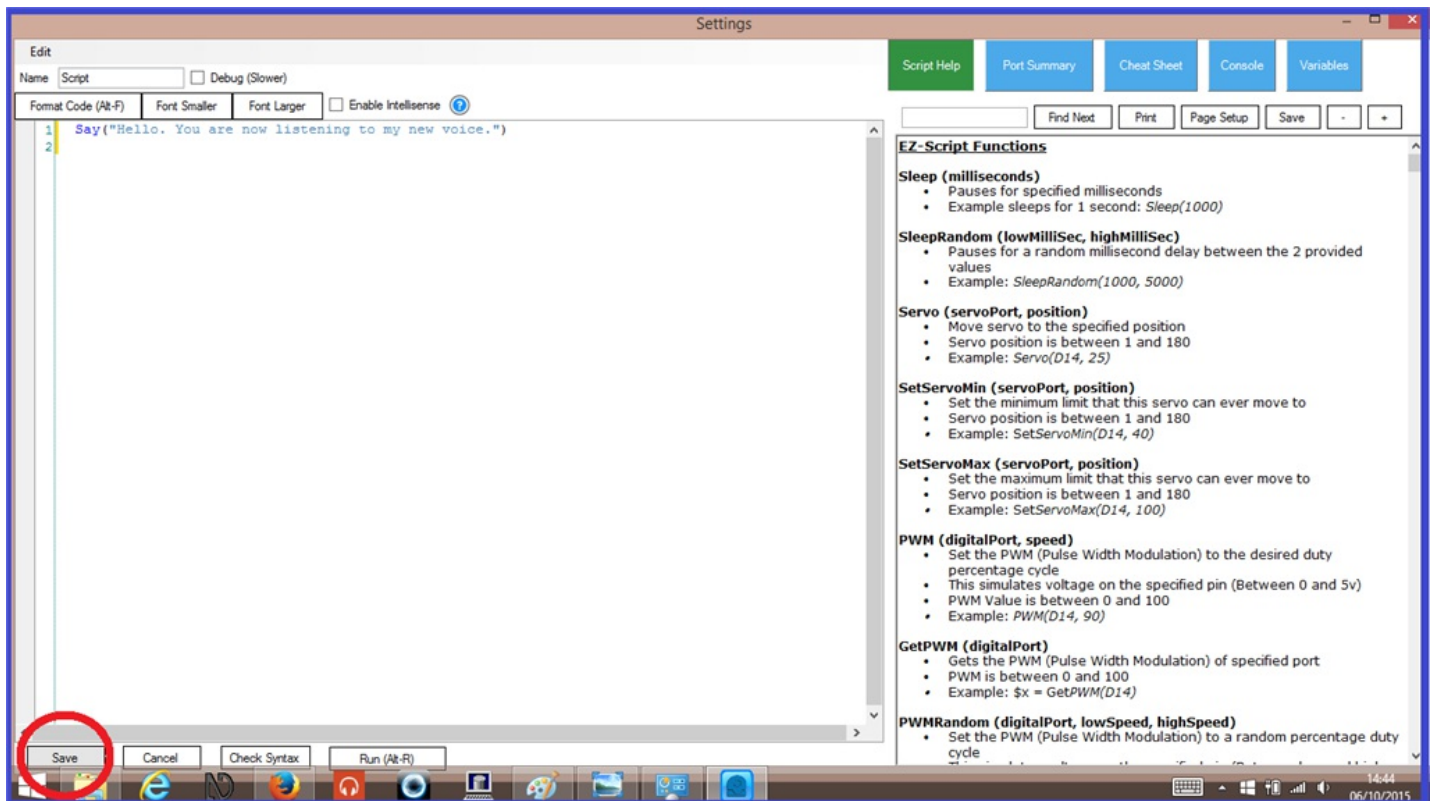 Settings
Edit
Name Script Debug (Slower)
Format Code (Alt-F) Font Smaller Font Larger Enable Intellisense ?
1 Say("Hello. You are now listening to my new voice.")
2
Save Cancel Check Syntax Run (Alt-R)
Script Help Port Summary Cheat Sheet Console Variables
Find Next Print Page Setup Save - +
EZ-Script Functions
Sleep (milliseconds)
• Pauses for specified milliseconds
• Example sleeps for 1 second: Sleep(1000)
SleepRandom (lowMilliSec, highMilliSec)
• Pauses for a random millisecond delay between the 2 provided
values
• Example: SleepRandom(1000, 5000)
Servo (servoPort, position)
• Move servo to the specified position
• Servo position is between 1 and 180
• Example: Servo(D14, 25)
SetServoMin (servoPort, position)
• Set the minimum limit that this servo can ever move to
• Servo position is between 1 and 180
• Example: SetServoMin(D14, 40)
SetServoMax (servoPort, position)
• Set the maximum limit that this servo can ever move to
• Servo position is between 1 and 180
• Example: SetServoMax(D14, 100)
PWM (digitalPort, speed)
• Set the PWM (Pulse Width Modulation) to the desired duty
percentage cycle
• This simulates voltage on the specified pin (Between 0 and 5v)
• PWM Value is between 0 and 100
• Example: PWM(D14, 90)
GetPWM (digitalPort)
• Gets the PWM (Pulse Width Modulation) of specified port
• PWM is between 0 and 100
• Example: $x = GetPWM(D14)
PWMRandom (digitalPort, lowSpeed, highSpeed)
• Set the PWM (Pulse Width Modulation) to a random percentage duty
cycle
14:44
06/10/2015